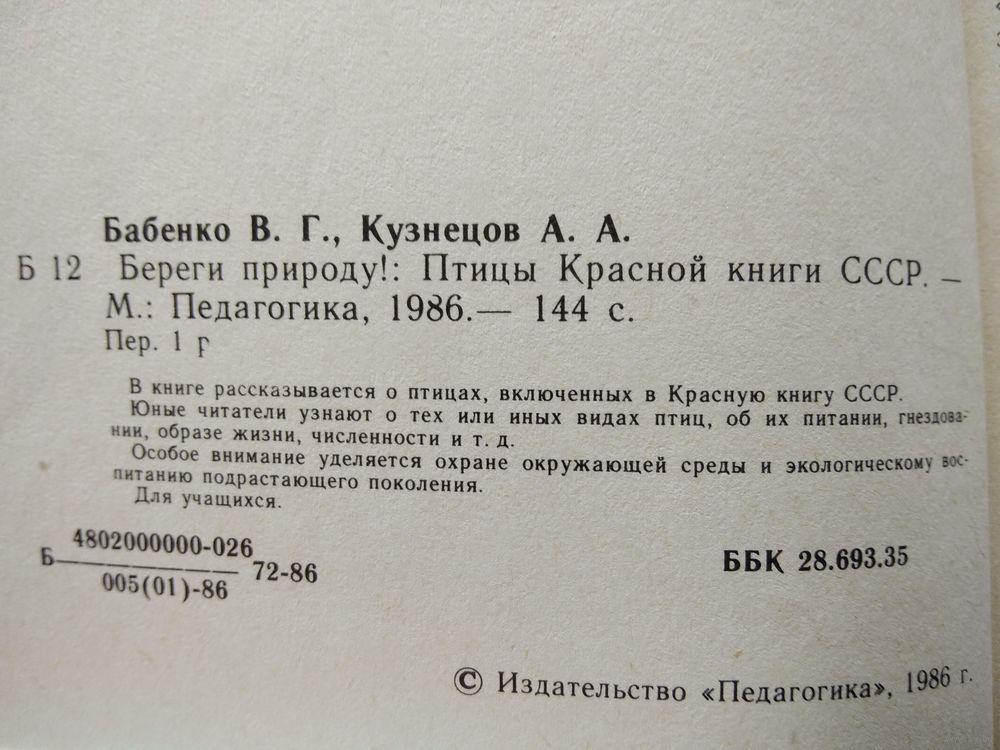 Бабенко В. Г., Кузнецов А. А.
Б 12 Береги природу!: Птицы Красной книги СССР. —
М.: Педагогика, 1986.— 144 с.
Пер. 1 р
В книге рассказывается о птицах, включенных в Красную книгу СССР.
Юные читатели узнают о тех или иных видах птиц, об их питании, гнездова-
нии, образе жизни, численности и т. д.
Особое внимание уделяется охране окружающей среды и экологическому вос-
питанию подрастающего поколения.
Для учащихся.
4802000000-026
Б 72-86
005(01)-86
ББК 28.693.35
© Издательство «Педагогика», 1986 г.